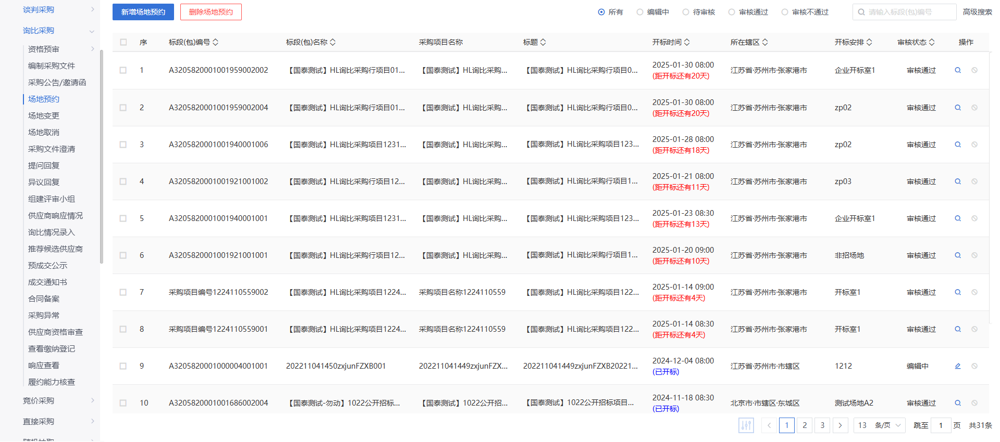 谈判采购
询比采购
资格预审
编制采购文件
采购公告/邀请函
场地预约
场地变更
场地取消
采购文件澄清
提问回复
异议回复
组建评审小组
供应商响应情况
询比情况录入
推荐候选供应商
预成交公示
成交通知书
合同备案
采购异常
供应商资格审查
查看缴纳登记
响应查看
履约能力核查
竞价采购
直接采购
新增场地预约 删除场地预约 所有 编辑中 待审核 审核通过 审核不通过 请输入标段(包)编号 高级搜索
序 标段(包)编号 标段(包)名称 采购项目名称 标题 开标时间 所在辖区 开标安排 审核状态 操作
1 A3205820001001959002002 【国泰测试】HL询比采购行项目01... 【国泰测试】HL询比采购... 【国泰测试】HL询比采购行项目0... 2025-01-30 08:00 江苏省·苏州市·张家港市 企业开标室1 审核通过
(距开标还有20天)
2 A3205820001001959002004 【国泰测试】HL询比采购行项目01... 【国泰测试】HL询比采购... 【国泰测试】HL询比采购行项目0... 2025-01-30 08:00 江苏省·苏州市·张家港市 zp02 审核通过
(距开标还有20天)
3 A3205820001001940001006 【国泰测试】HL询比采购项目1231... 【国泰测试】HL询比采购... 【国泰测试】HL询比采购项目123... 2025-01-28 08:00 江苏省·苏州市·张家港市 zp02 审核通过
(距开标还有18天)
4 A3205820001001921001002 【国泰测试】HL询比采购行项目12... 【国泰测试】HL询比采购... 【国泰测试】HL询比采购行项目1... 2025-01-21 08:00 江苏省·苏州市·张家港市 zp03 审核通过
(距开标还有11天)
5 A3205820001001940001001 【国泰测试】HL询比采购项目1231... 【国泰测试】HL询比采购... 【国泰测试】HL询比采购项目123... 2025-01-23 08:30 江苏省·苏州市·张家港市 企业开标室1 审核通过
(距开标还有13天)
6 A3205820001001921001001 【国泰测试】HL询比采购行项目12... 【国泰测试】HL询比采购... 【国泰测试】HL询比采购行项目1... 2025-01-20 09:00 江苏省·苏州市·张家港市 非招场地 审核通过
(距开标还有10天)
7 采购项目编号1224110559002 【国泰测试】HL询比采购项目1224... 采购项目名称1224110559 【国泰测试】HL询比采购项目122... 2025-01-14 09:00 江苏省·苏州市·张家港市 开标室1 审核通过
(距开标还有4天)
8 采购项目编号1224110559001 【国泰测试】HL询比采购项目1224... 采购项目名称1224110559 【国泰测试】HL询比采购项目122... 2025-01-14 08:30 江苏省·苏州市·张家港市 开标室1 审核通过
(距开标还有4天)
9 A3205820001000004001001 202211041450zxjunFZXB001 202211041449zxjunFZX... 202211041449zxjunFZXB20221... 2024-12-04 08:00 江苏省·苏州市·市辖区 1212 编辑中
(已开标)
10 A3205820001001686002004 【国泰测试-勿动】1022公开招标... 【国泰测试】1022公开招... 【国泰测试】1022公开招标项目... 2024-11-18 08:30 北京市·市辖区·东城区 测试场地A2 审核通过
(已开标)
1 2 3 13 条/页 跳至 1 页 共31条